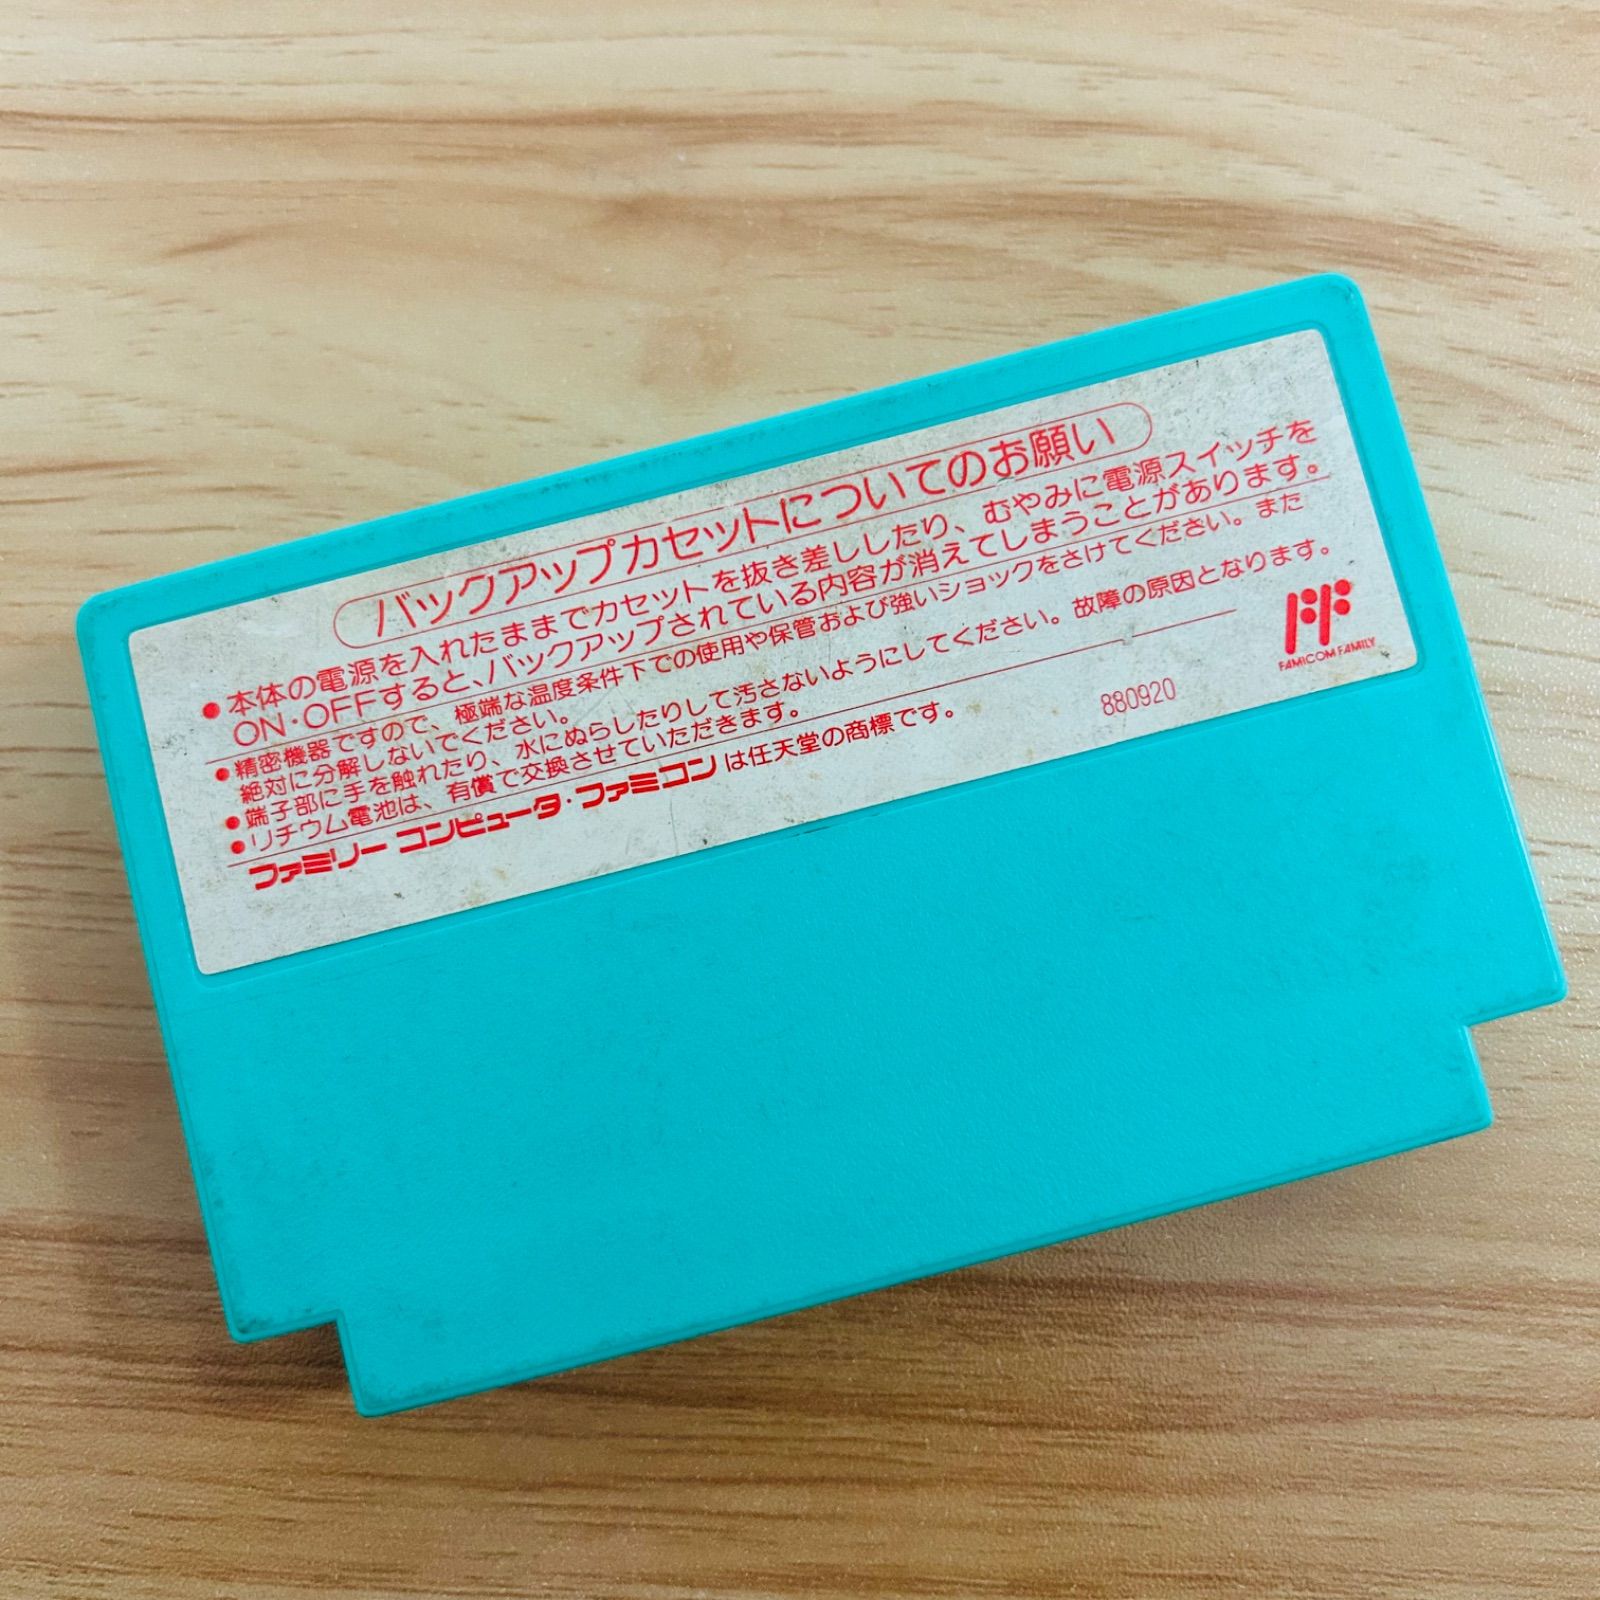 バックアップカセットについてのお願い
●本体の電源を入れたままでカセットを抜き差ししたり、むやみに電源スイッチを
ON・OFFすると、バックアップされている内容が消えてしまうことがあります。
●精密機器ですので、極端な温度条件下での使用や保管および強いショックをさけてください。また
絶対に分解しないでください。
●端子部に手を触れたり、水にぬらしたりして汚さないようにしてください。故障の原因となります。
●リチウム電池は、有償で交換させていただきます。
ファミリー コンピュータ・ファミコンは任天堂の商標です。
880920
FF
FAMICOM FAMILY